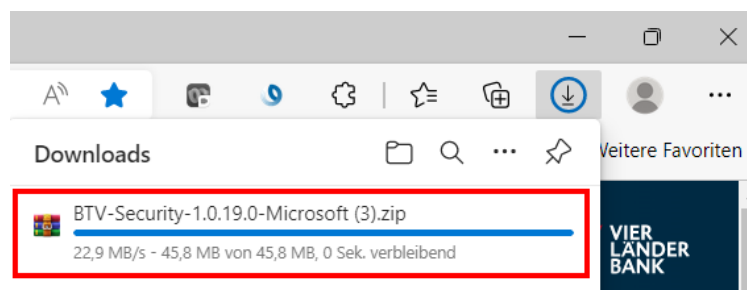 Downloads
Weitere Favoriten
BTV-Security-1.0.19.0-Microsoft (3).zip
22,9 MB/s - 45,8 MB von 45,8 MB, 0 Sek. verbleibend
VIER
LÄNDER
BANK